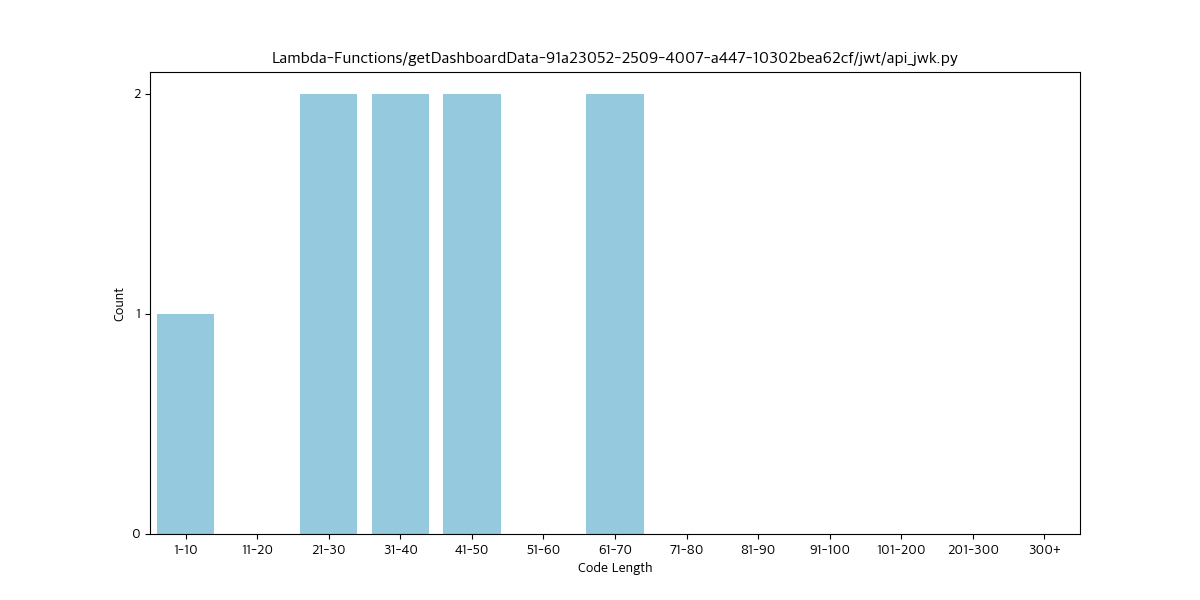 Lambda-Functions/getDashboardData-91a23052-2509-4007-a447-10302bea62cf/jwt/api_jwk.py
2
1
0
Count
1-10 11-20 21-30 31-40 41-50 51-60 61-70 71-80 81-90 91-100 101-200 201-300 300+
Code Length